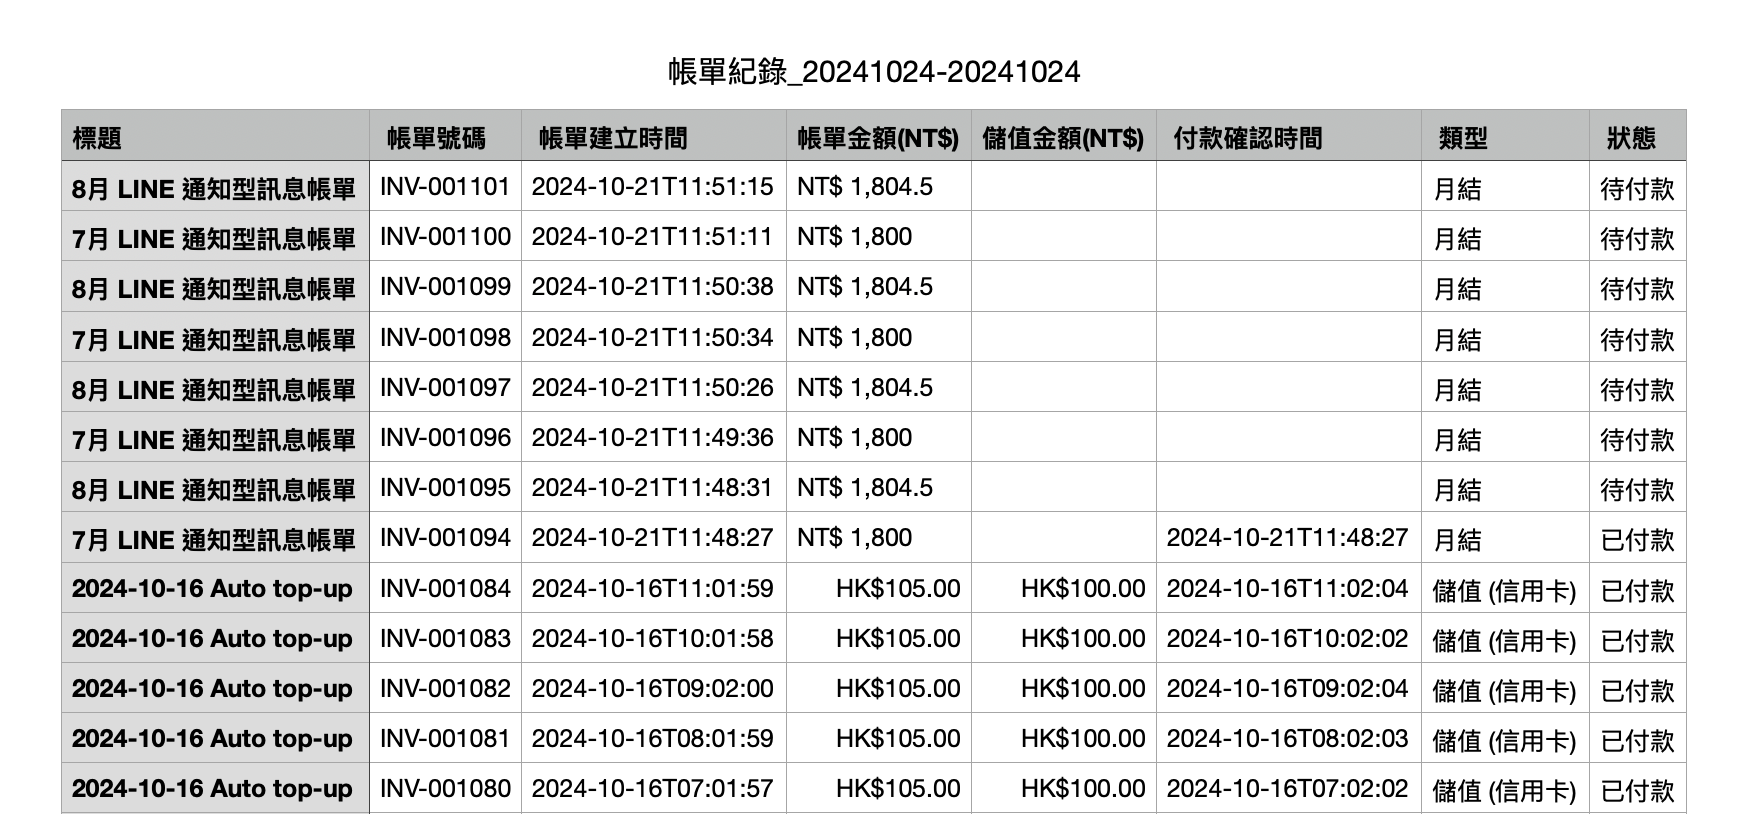 帳單紀錄_20241024-20241024
標題 帳單號碼 帳單建立時間 帳單金額(NT$) 儲值金額(NT$) 付款確認時間 類型 狀態
8月 LINE 通知型訊息帳單 INV-001101 2024-10-21T11:51:15 NT$ 1,804.5 月結 待付款
7月 LINE 通知型訊息帳單 INV-001100 2024-10-21T11:51:11 NT$ 1,800 月結 待付款
8月 LINE 通知型訊息帳單 INV-001099 2024-10-21T11:50:38 NT$ 1,804.5 月結 待付款
7月 LINE 通知型訊息帳單 INV-001098 2024-10-21T11:50:34 NT$ 1,800 月結 待付款
8月 LINE 通知型訊息帳單 INV-001097 2024-10-21T11:50:26 NT$ 1,804.5 月結 待付款
7月 LINE 通知型訊息帳單 INV-001096 2024-10-21T11:49:36 NT$ 1,800 月結 待付款
8月 LINE 通知型訊息帳單 INV-001095 2024-10-21T11:48:31 NT$ 1,804.5 月結 待付款
7月 LINE 通知型訊息帳單 INV-001094 2024-10-21T11:48:27 NT$ 1,800 2024-10-21T11:48:27 月結 已付款
2024-10-16 Auto top-up INV-001084 2024-10-16T11:01:59 HK$105.00 HK$100.00 2024-10-16T11:02:04 儲值 (信用卡) 已付款
2024-10-16 Auto top-up INV-001083 2024-10-16T10:01:58 HK$105.00 HK$100.00 2024-10-16T10:02:02 儲值 (信用卡) 已付款
2024-10-16 Auto top-up INV-001082 2024-10-16T09:02:00 HK$105.00 HK$100.00 2024-10-16T09:02:04 儲值 (信用卡) 已付款
2024-10-16 Auto top-up INV-001081 2024-10-16T08:01:59 HK$105.00 HK$100.00 2024-10-16T08:02:03 儲值 (信用卡) 已付款
2024-10-16 Auto top-up INV-001080 2024-10-16T07:01:57 HK$105.00 HK$100.00 2024-10-16T07:02:02 儲值 (信用卡) 已付款